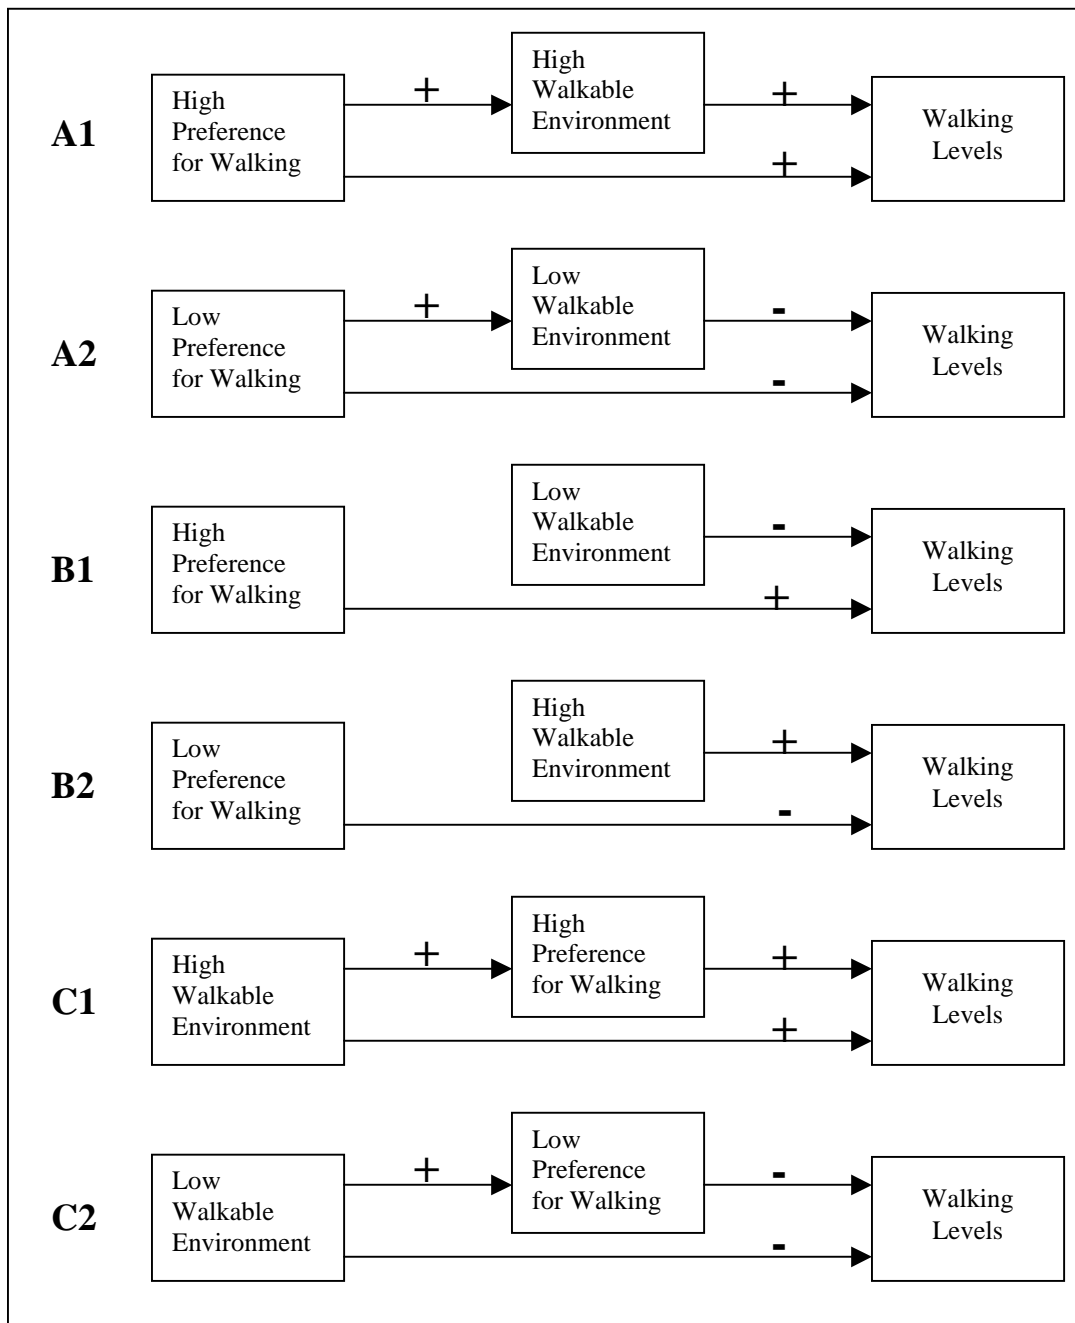 A1
High
Preference
for Walking
+
High
Walkable
Environment
+
+
Walking
Levels
A2
Low
Preference
for Walking
+
Low
Walkable
Environment
-
-
Walking
Levels
B1
High
Preference
for Walking
Low
Walkable
Environment
-
+
Walking
Levels
B2
Low
Preference
for Walking
High
Walkable
Environment
+
-
Walking
Levels
C1
High
Walkable
Environment
+
High
Preference
for Walking
+
+
Walking
Levels
C2
Low
Walkable
Environment
+
Low
Preference
for Walking
-
-
Walking
Levels